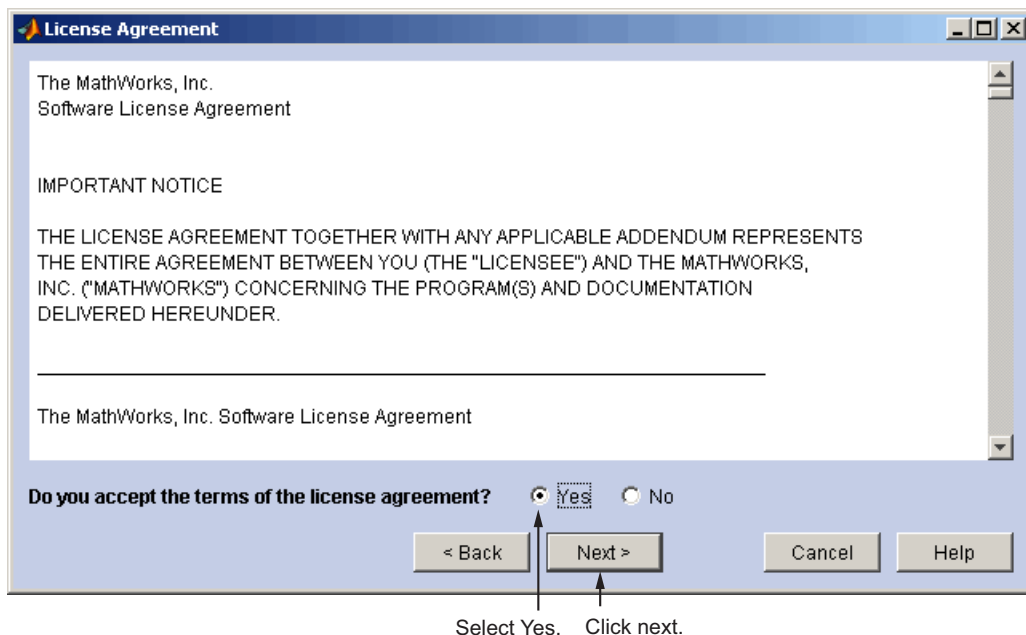 License Agreement
The MathWorks, Inc.
Software License Agreement
IMPORTANT NOTICE
THE LICENSE AGREEMENT TOGETHER WITH ANY APPLICABLE ADDENDUM REPRESENTS
THE ENTIRE AGREEMENT BETWEEN YOU (THE "LICENSEE") AND THE MATHWORKS,
INC. ("MATHWORKS") CONCERNING THE PROGRAM(S) AND DOCUMENTATION
DELIVERED HEREUNDER.
The MathWorks, Inc. Software License Agreement
Do you accept the terms of the license agreement? Yes No
< Back Next > Cancel Help
Select Yes. Click next.